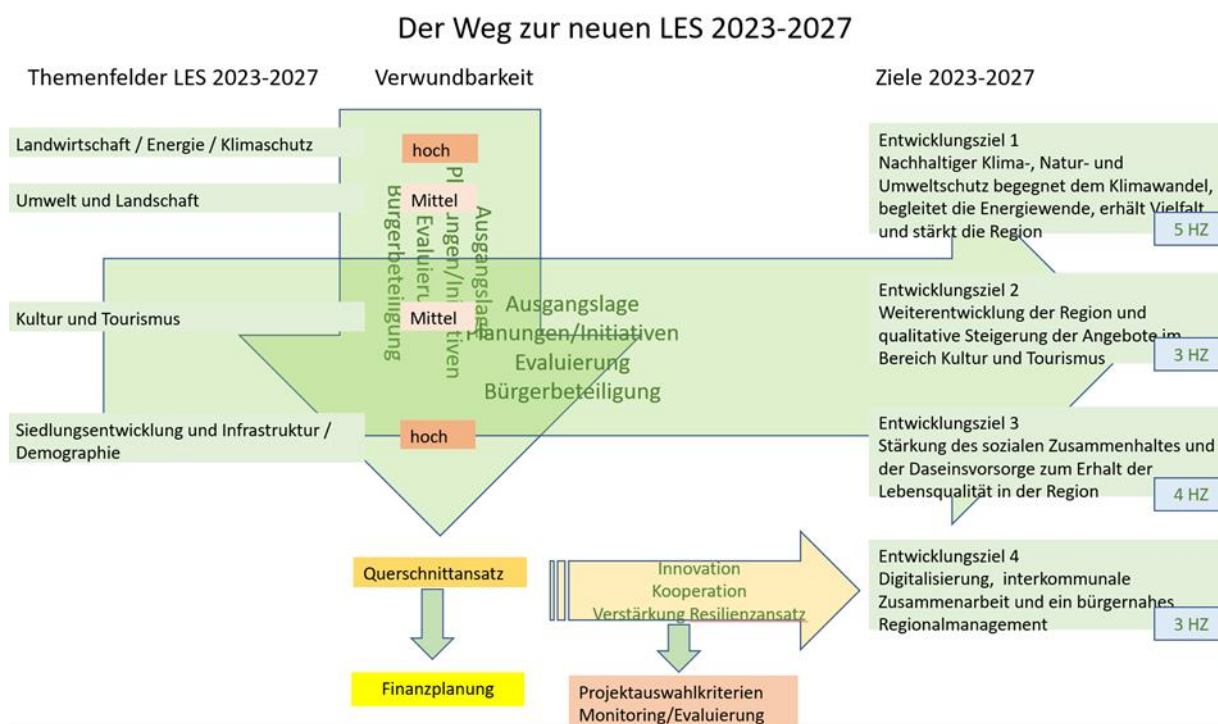 Der Weg zur neuen LES 2023-2027
Themenfelder LES 2023-2027
Verwundbarkeit
Ziele 2023-2027
Landwirtschaft / Energie / Klimaschutz
hoch
Umwelt und Landschaft
Mittel
Kultur und Tourismus
Mittel
Siedlungsentwicklung und Infrastruktur /
Demographie
hoch
Ausgangslage
Evaluierung
Bürgerbeteiligung
Ausgangslage
Planungen/Initiativen
Evaluierung
Bürgerbeteiligung
Entwicklungsziel 1
Nachhaltiger Klima-, Natur- und
Umweltschutz begegnet dem Klimawandel,
begleitet die Energiewende, erhält Vielfalt
und stärkt die Region
5 HZ
Entwicklungsziel 2
Weiterentwicklung der Region und
qualitative Steigerung der Angebote im
Bereich Kultur und Tourismus
3 HZ
Entwicklungsziel 3
Stärkung des sozialen Zusammenhaltes und
der Daseinsvorsorge zum Erhalt der
Lebensqualität in der Region
4 HZ
Entwicklungsziel 4
Digitalisierung, interkommunale
Zusammenarbeit und ein bürgernahes
Regionalmanagement
3 HZ
Querschnittansatz
Innovation
Kooperation
Verstärkung Resilienzansatz
Finanzplanung
Projektauswahlkriterien
Monitoring/Evaluierung